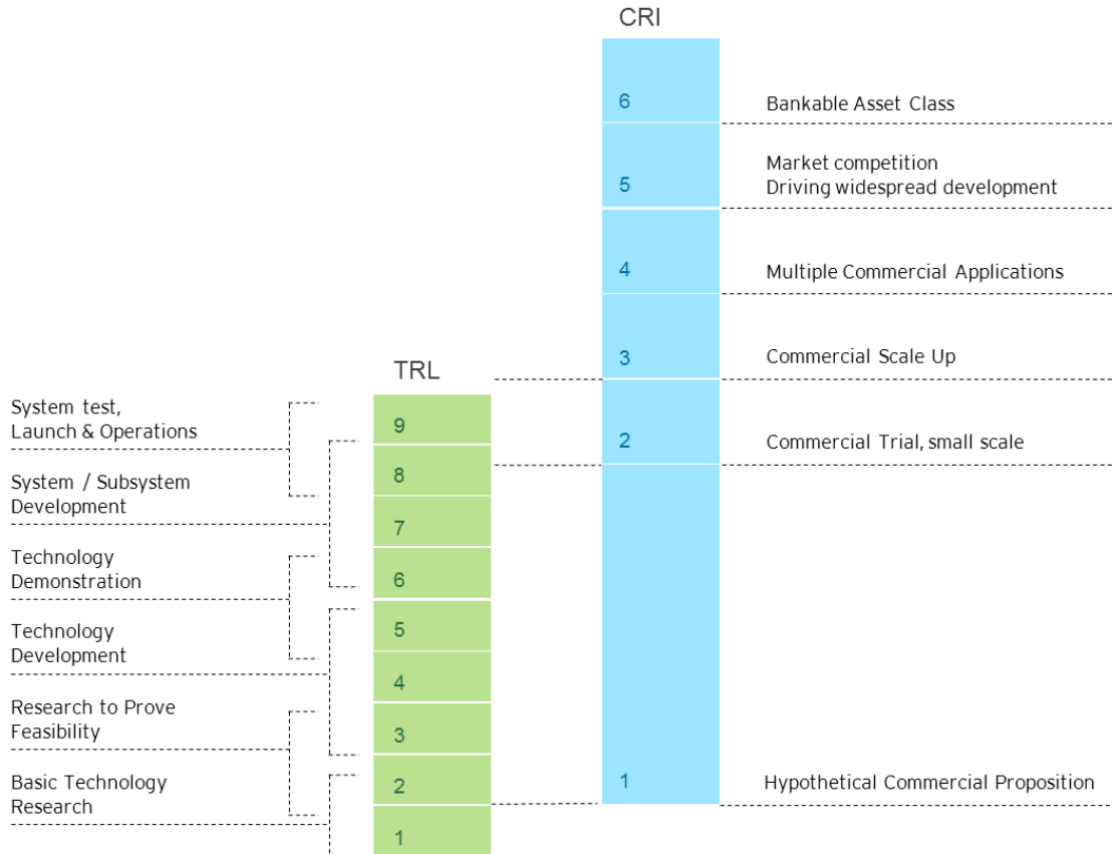 CRI
6
Bankable Asset Class
Market competition
5
Driving widespread development
4
Multiple Commercial Applications
3
Commercial Scale Up
TRL
System test,
Launch & Operations
9
2
Commercial Trial, small scale
System / Subsystem
Development
8
7
Technology
Demonstration
6
Technology
Development
5
4
Research to Prove
Feasibility
3
Basic Technology
Research
2
1
Hypothetical Commercial Proposition
1